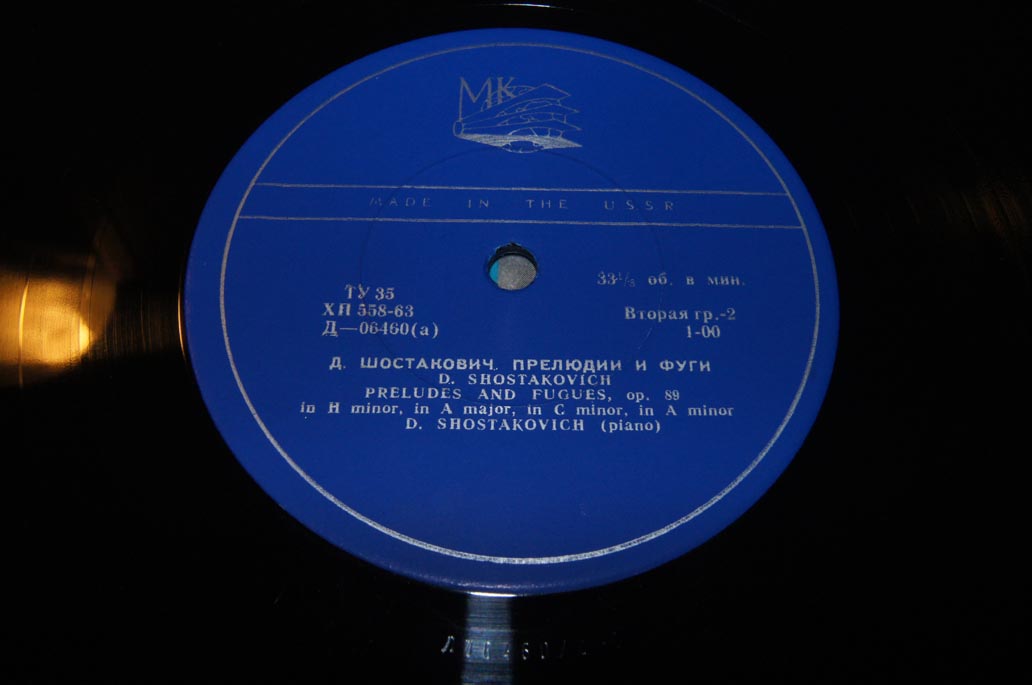 МК
MADE IN THE U.S.S.R
ТУ 35
ХП 558-63
Д—06460(а)
33⅓ об. в мин.
Вторая гр.-2
1-00
Д. ШОСТАКОВИЧ. ПРЕЛЮДИИ И ФУГИ
D. SHOSTAKOVICH
PRELUDES AND FUGUES, op. 89
in H minor, in A major, in C minor, in A minor
D. SHOSTAKOVICH (piano)